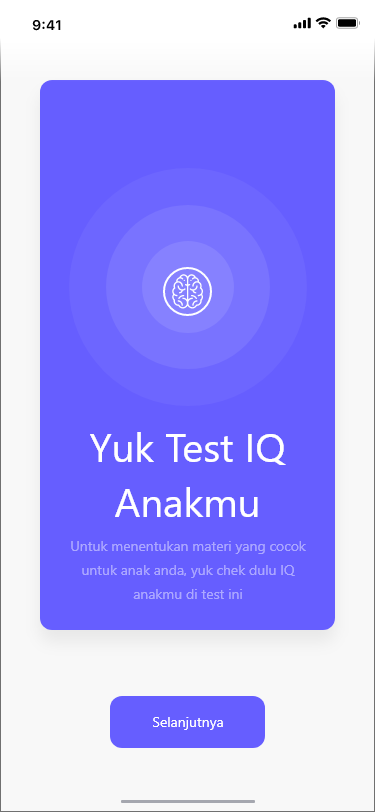 9:41
Yuk Test IQ
Anakmu
Untuk menentukan materi yang cocok
untuk anak anda, yuk chek dulu IQ
anakmu di test ini
Selanjutnya